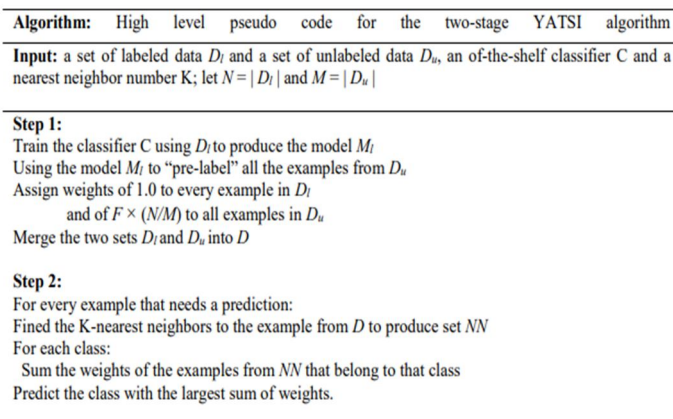 Algorithm: High level pseudo code for the two-stage YATSI algorithm
Input: a set of labeled data Dl and a set of unlabeled data Du, an of-the-shelf classifier C and a
nearest neighbor number K; let N = | Dl | and M = | Du |
Step 1:
Train the classifier C using Dl to produce the model Ml
Using the model Ml to “pre-label” all the examples from Du
Assign weights of 1.0 to every example in Dl
and of F × (N/M) to all examples in Du
Merge the two sets Dl and Du into D
Step 2:
For every example that needs a prediction:
Fined the K-nearest neighbors to the example from D to produce set NN
For each class:
Sum the weights of the examples from NN that belong to that class
Predict the class with the largest sum of weights.